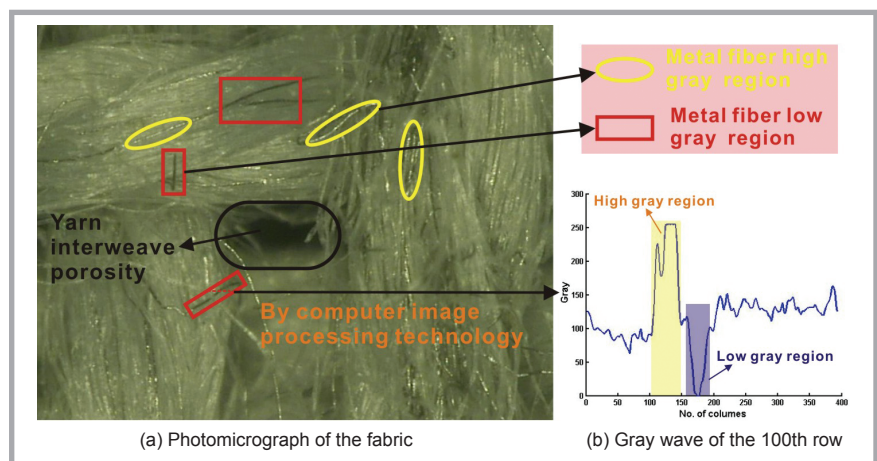 Metal fiber high
gray region
Metal fiber low
gray region
Yarn
interweave
porosity
By computer image
processing technology
300
250
200
150
100
50
0
Gray
High gray region
Low gray region
0 50 100 150 200 250 300 350 400
No. of columes
(a) Photomicrograph of the fabric
(b) Gray wave of the 100th row